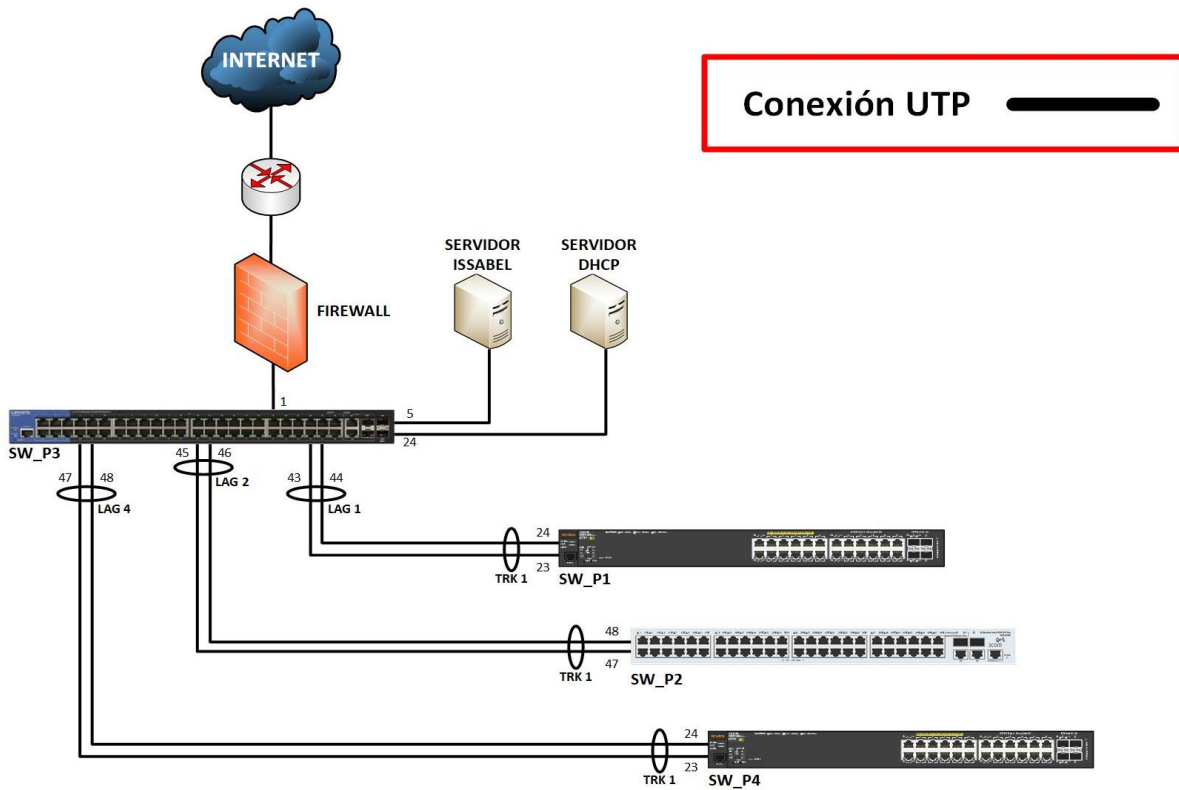 INTERNET
Conexión UTP
SERVIDOR
ISSABEL
SERVIDOR
DHCP
FIREWALL
1
5
24
SW_P3
47
48
LAG 4
45
46
LAG 2
43
44
LAG 1
24
23
TRK 1
SW_P1
48
47
TRK 1
SW_P2
24
23
TRK 1
SW_P4